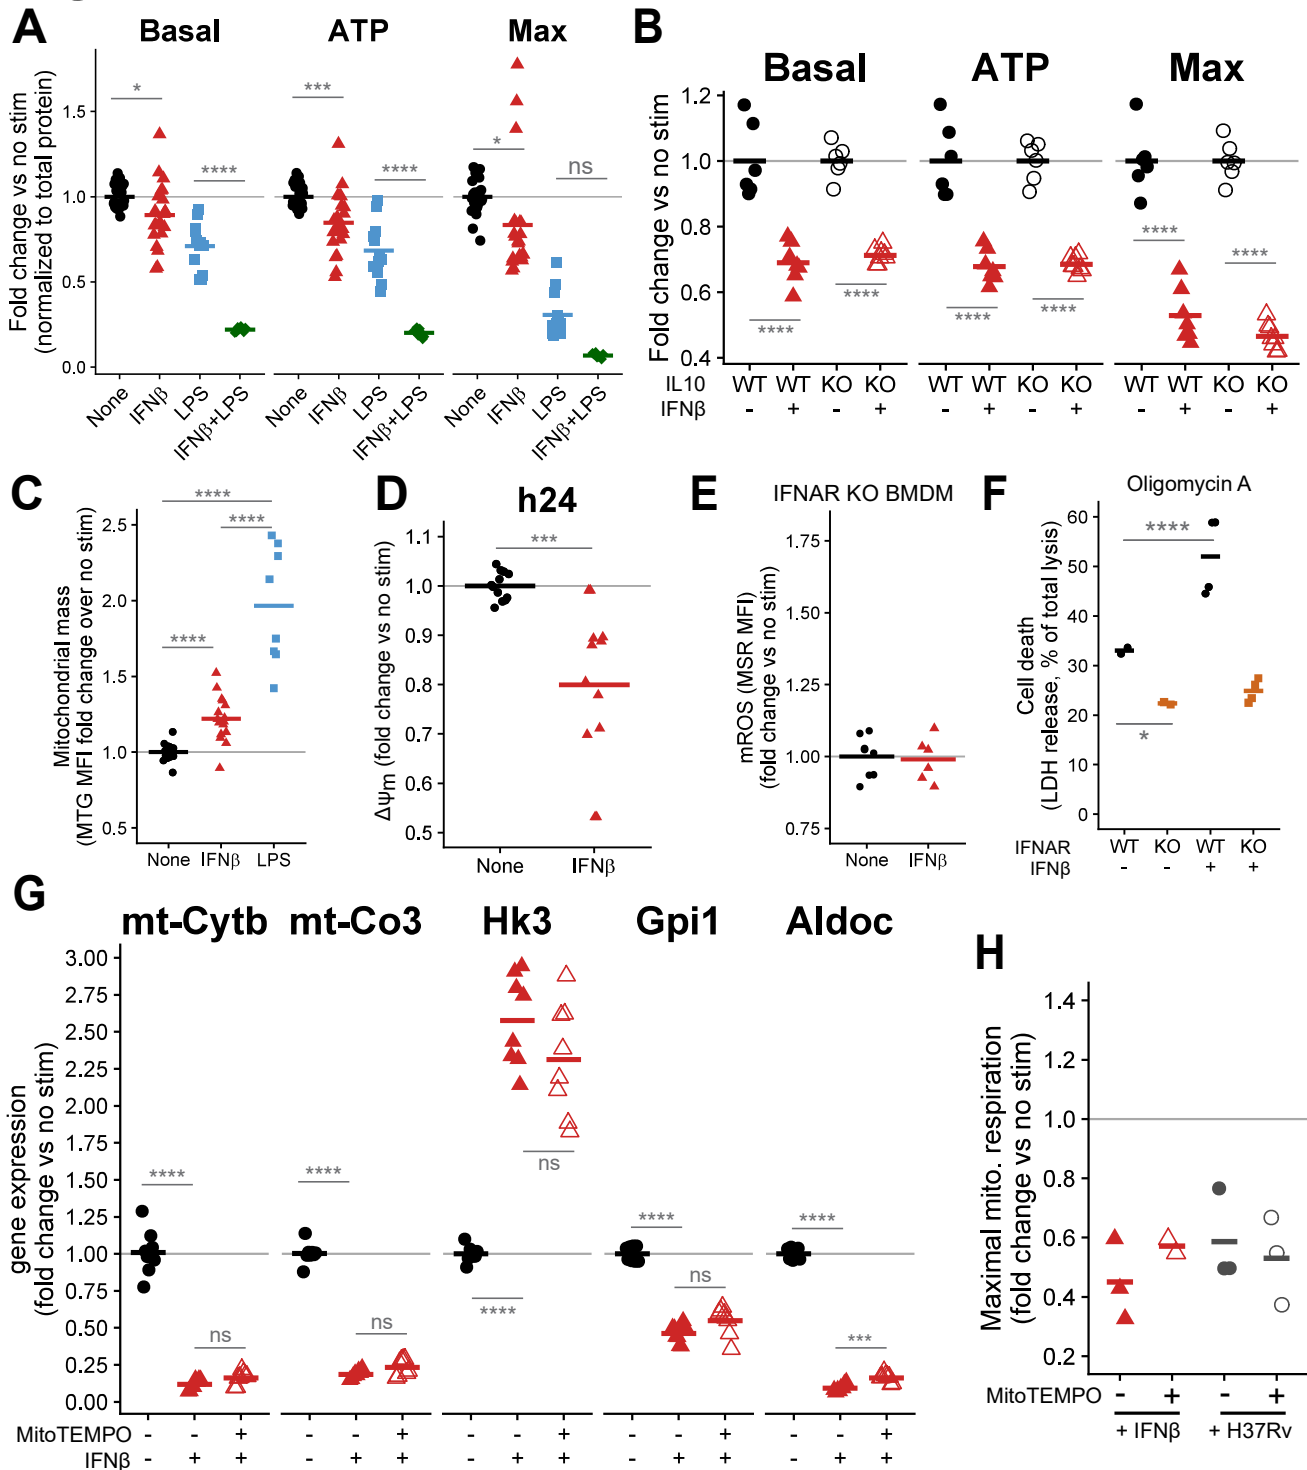 A
Basal
ATP
Max
Fold change vs no stim
(normalized to total protein)
1.5
1.0
0.5
0.0
*
****
***
****
*
ns
None
IFNβ
LPS
IFNβ+LPS
None
IFNβ
LPS
IFNβ+LPS
None
IFNβ
LPS
IFNβ+LPS
B
Basal
ATP
Max
Fold change vs no stim
1.2
1.0
0.8
0.6
0.4
****
****
****
****
****
****
IL10 WT WT KO KO WT WT KO KO WT WT KO KO
IFNβ - + - + - + - + - + - +
C
Mitochondrial mass
(MTG MFI fold change over no stim)
2.5
2.0
1.5
1.0
0.5
****
****
****
None IFNβ LPS
D
h24
ΔΨm (fold change vs no stim)
1.1
1.0
0.9
0.8
0.7
0.6
0.5
***
None IFNβ
E
IFNAR KO BMDM
mROS (MSR MFI)
(fold change vs no stim)
1.75
1.50
1.25
1.00
0.75
None IFNβ
F
Oligomycin A
Cell death
(LDH release, % of total lysis)
60
50
40
30
20
10
0
****
*
IFNAR WT KO WT KO
IFNβ - - + +
G
mt-Cytb
mt-Co3
Hk3
Gpi1
Aldoc
gene expression
(fold change vs no stim)
3.00
2.75
2.50
2.25
2.00
1.75
1.50
1.25
1.00
0.75
0.50
0.25
0.00
****
ns
****
ns
****
ns
****
ns
****
***
MitoTEMPO - - + - - + - - + - - + - - +
IFNβ - + + - + + - + + - + + - + +
H
Maximal mito. respiration
(fold change vs no stim)
1.4
1.2
1.0
0.8
0.6
0.4
0.2
MitoTEMPO - + - +
+ IFNβ + H37Rv